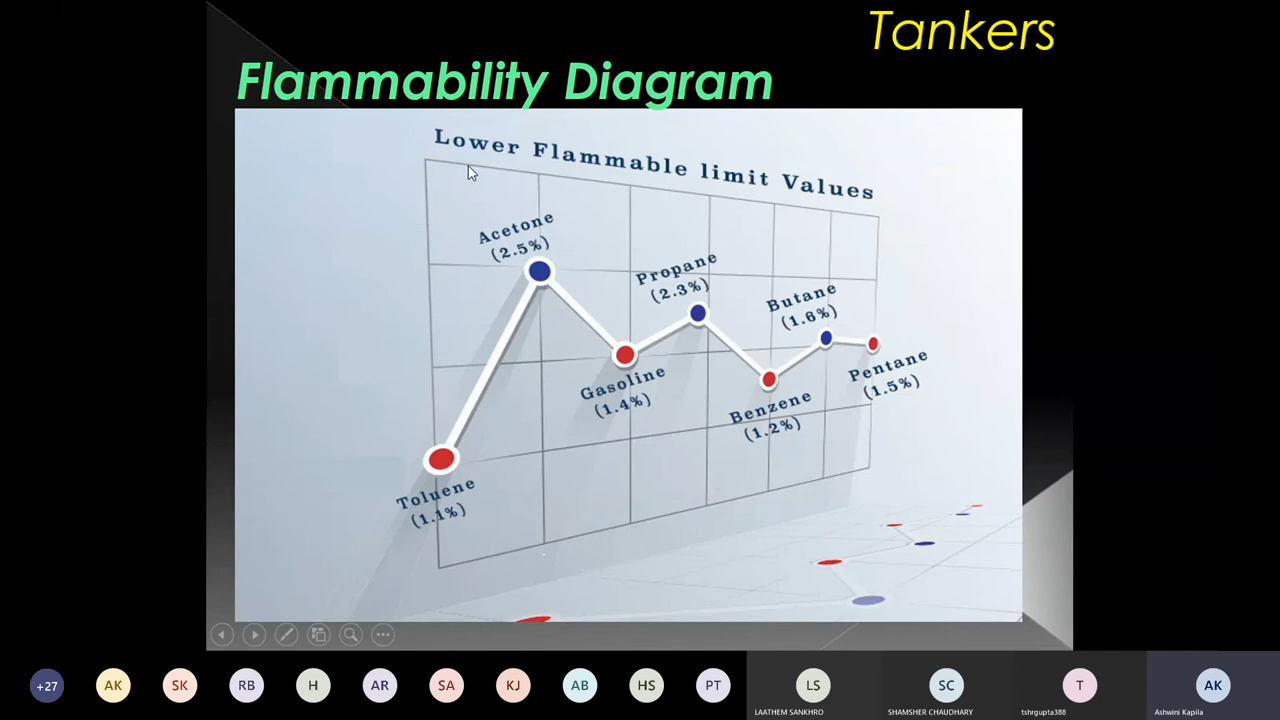 Tankers
Flammability Diagram
Lower Flammable limit Values
Acetone
(2.5%)
Propane
(2.3%)
Butane
(1.6%)
Gasoline
(1.4%)
Pentane
(1.5%)
Benzene
(1.2%)
Toluene
(1.1%)
+27
AK
SK
RB
H
AR
SA
KJ
AB
HS
PT
LS
SC
T
AK
LAATHEM SANKHRO
SHAMSHER CHAUDHARY
tshrgupta388
Ashwini Kapila